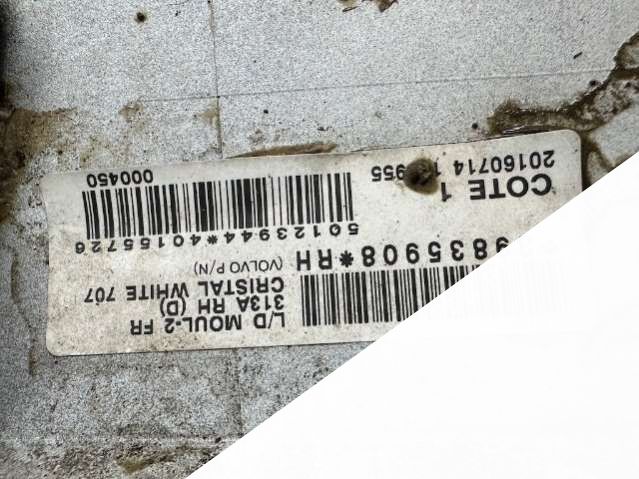 L/D MOUL-2 FR
313A RH (D)
CRISTAL WHITE 707
9835908*RH (VOLVO P/N)
50123944*40155726
COTE 1
20160714 955
000450